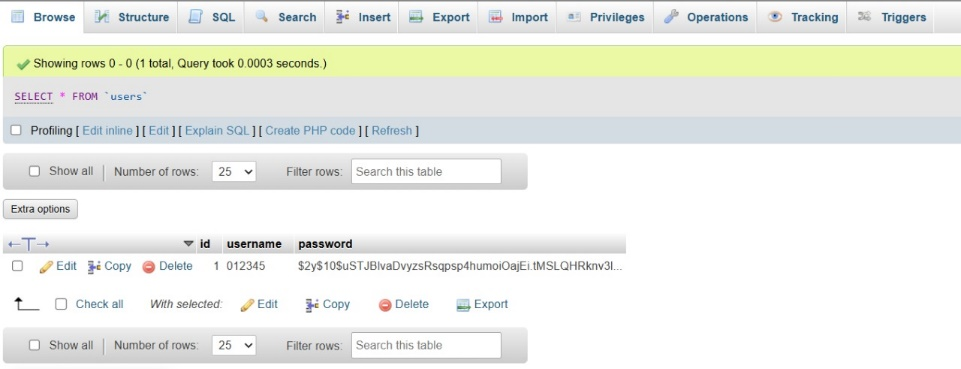 Browse Structure SQL Search Insert Export Import Privileges Operations Tracking Triggers
Showing rows 0 - 0 (1 total, Query took 0.0003 seconds.)
SELECT * FROM `users`
Profiling [ Edit inline ] [ Edit ] [ Explain SQL ] [ Create PHP code ] [ Refresh ]
Show all Number of rows: 25 Filter rows: Search this table
Extra options
←T→ id username password
Edit Copy Delete 1 012345 $2y$10$uSTJBlvaDvyzsRsqpsp4humoiOajEi.tMSLQHRknv3l...
Check all With selected: Edit Copy Delete Export
Show all Number of rows: 25 Filter rows: Search this table